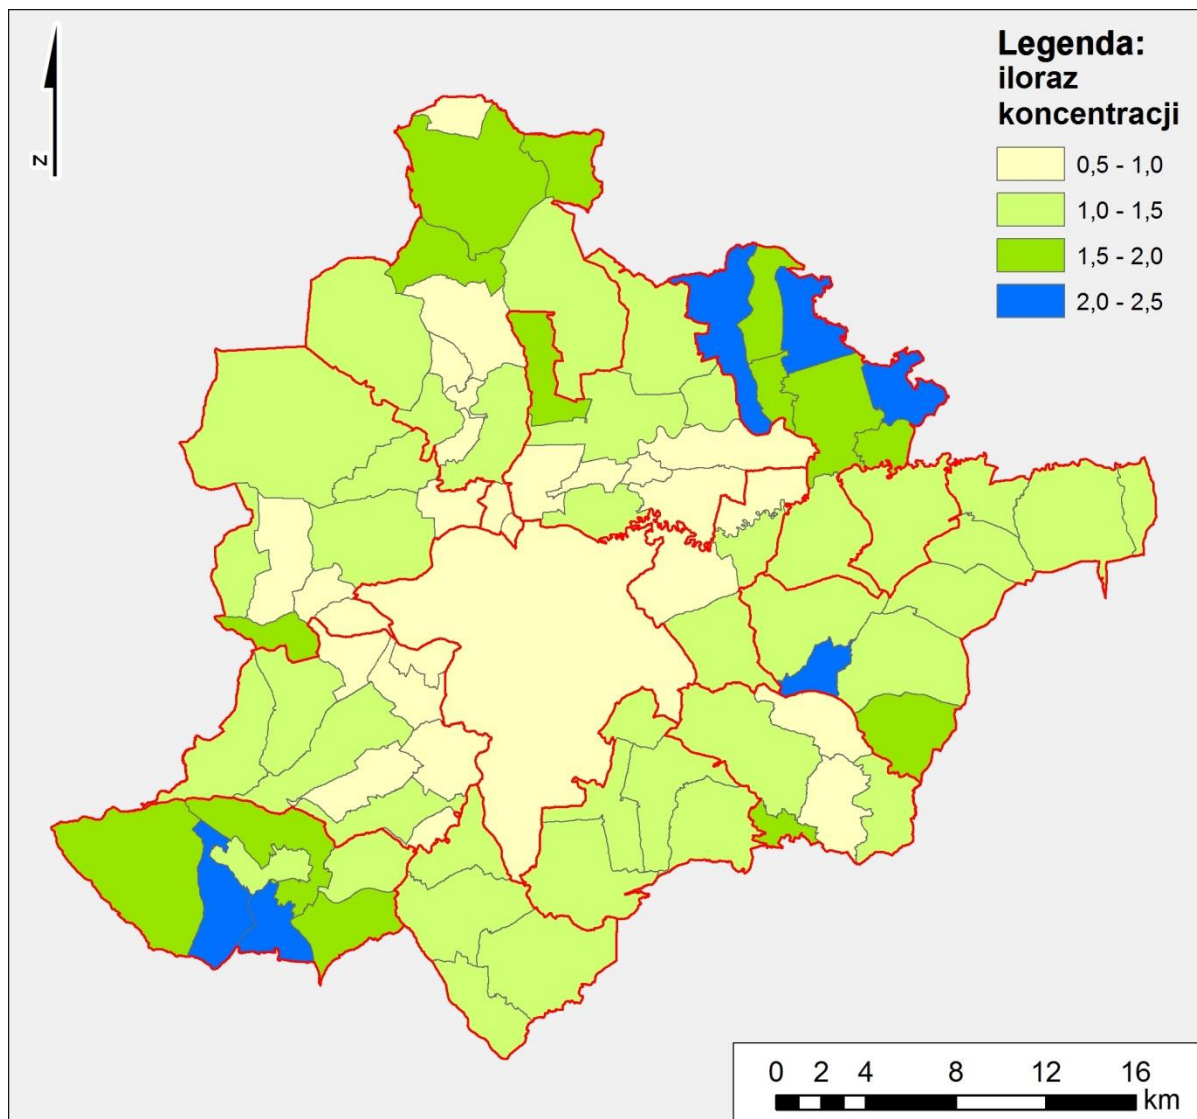 Legenda:
iloraz
koncentracji
0,5 - 1,0
1,0 - 1,5
1,5 - 2,0
2,0 - 2,5
N
0 2 4 8 12 16
km